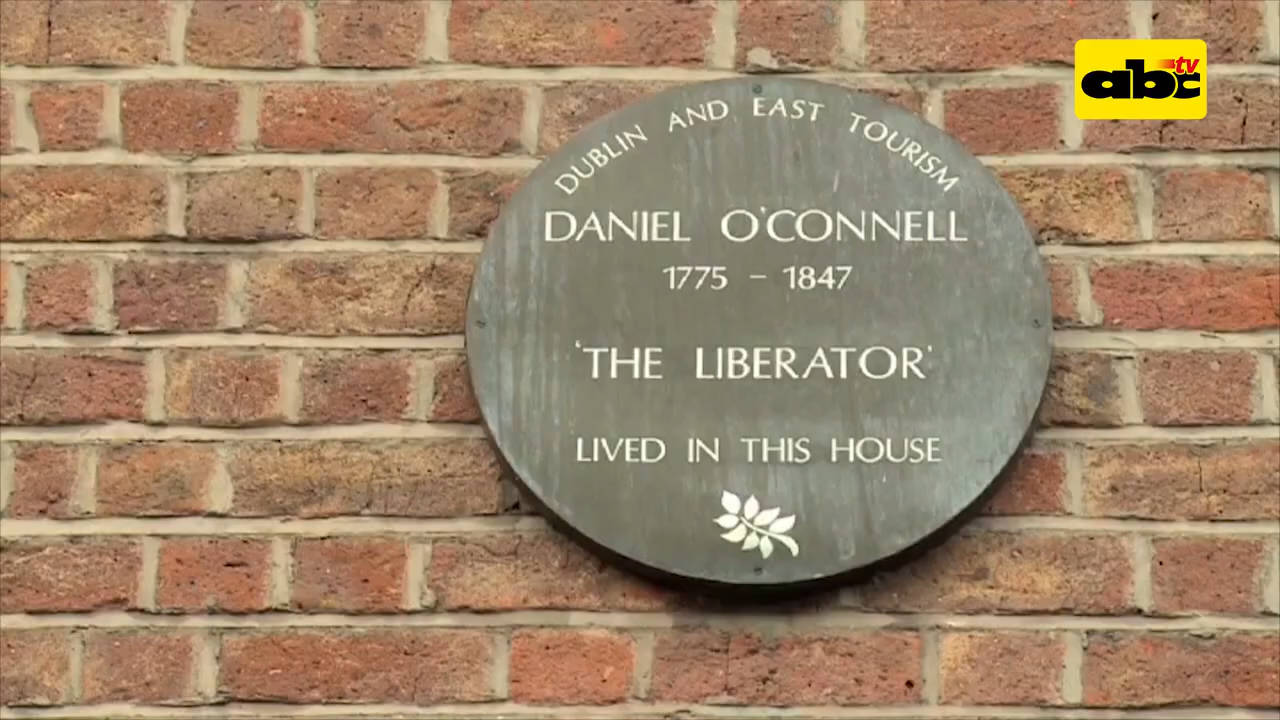 abc tv
DUBLIN AND EAST TOURISM
DANIEL O'CONNELL
1775 – 1847
'THE LIBERATOR'
LIVED IN THIS HOUSE